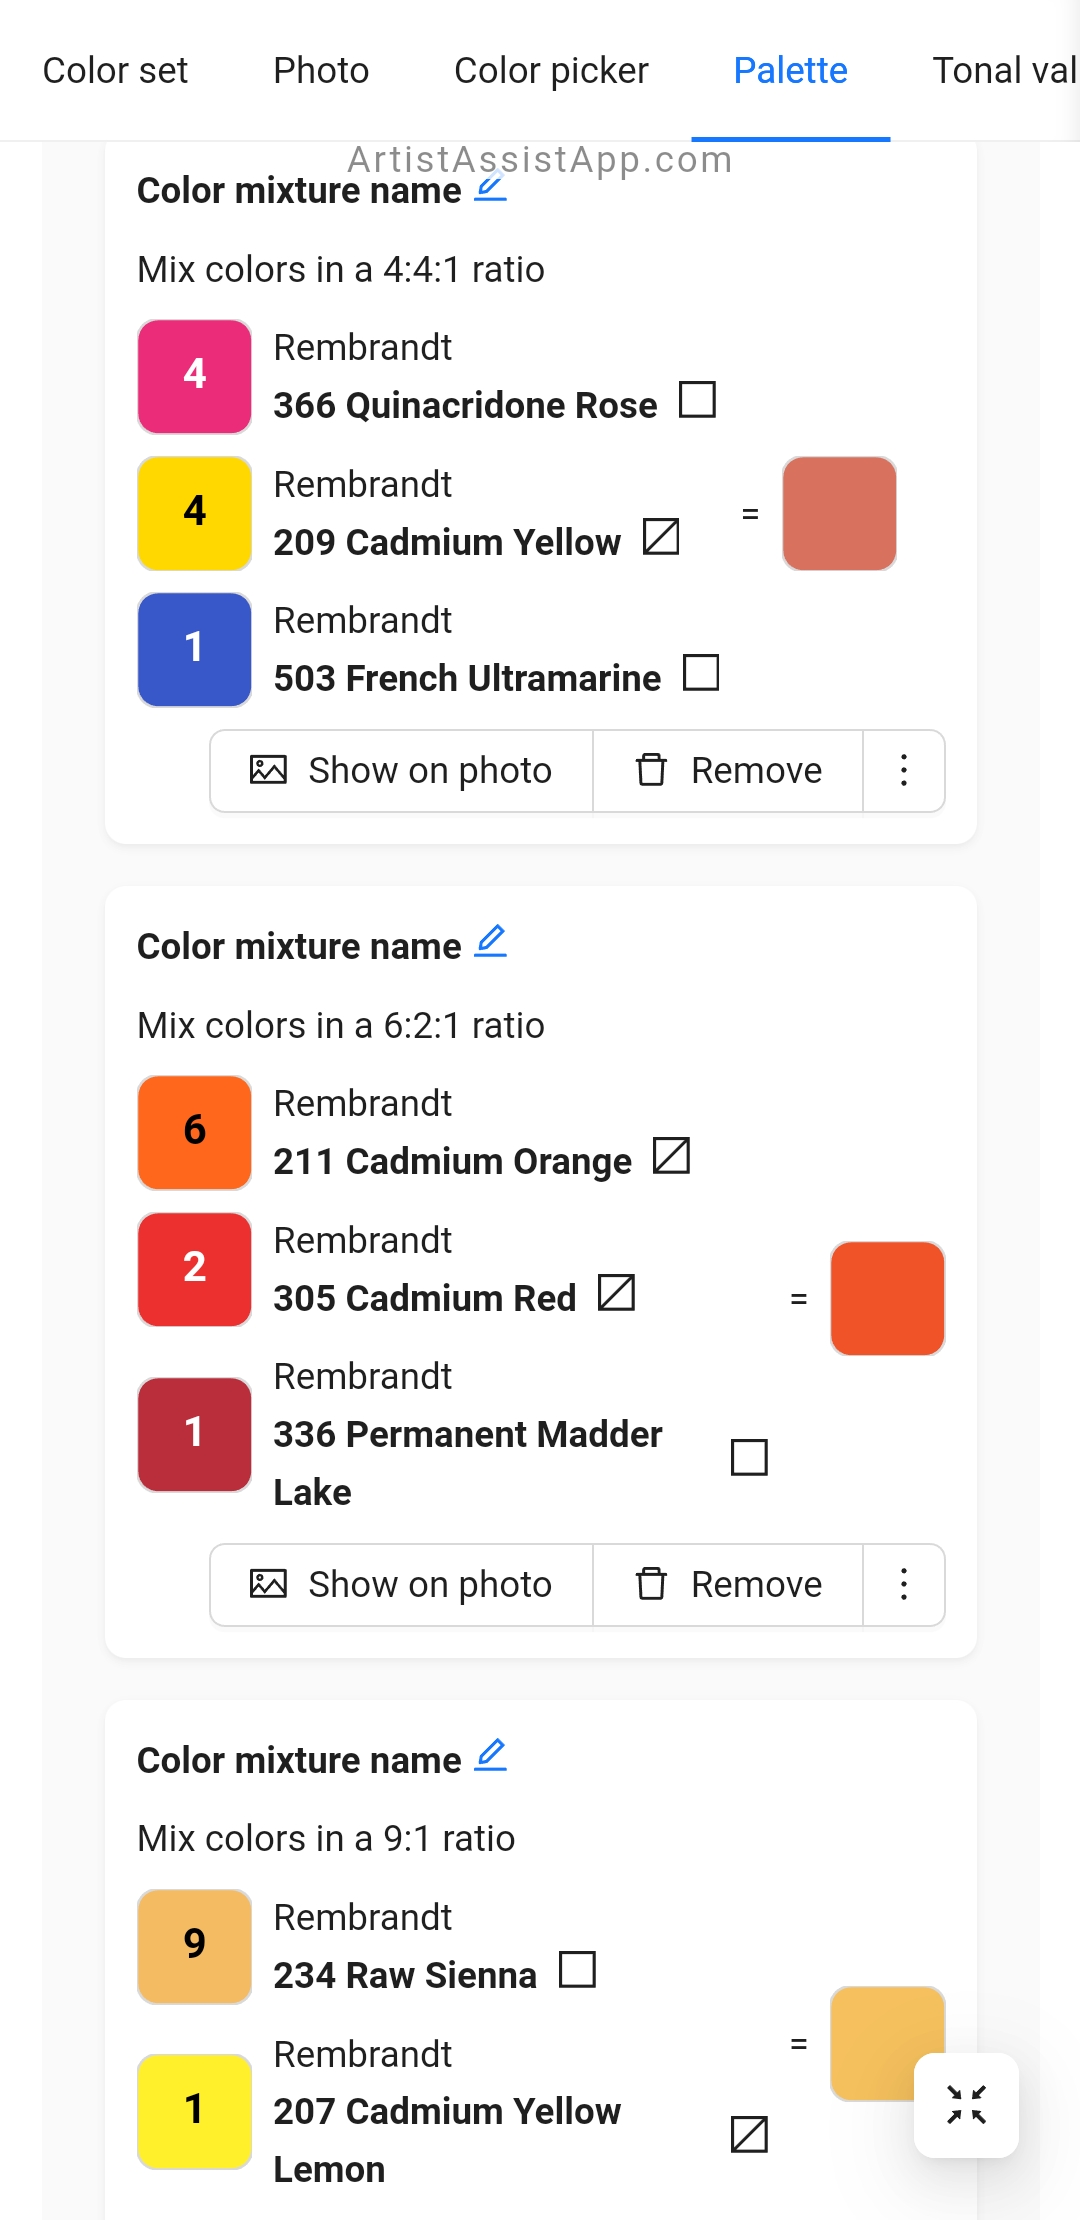 Color set Photo Color picker Palette Tonal val
ArtistAssistApp.com
Color mixture name
Mix colors in a 4:4:1 ratio
4
Rembrandt
366 Quinacridone Rose
4
Rembrandt
209 Cadmium Yellow
=
1
Rembrandt
503 French Ultramarine
Show on photo
Remove
Color mixture name
Mix colors in a 6:2:1 ratio
6
Rembrandt
211 Cadmium Orange
2
Rembrandt
305 Cadmium Red
=
1
Rembrandt
336 Permanent Madder
Lake
Show on photo
Remove
Color mixture name
Mix colors in a 9:1 ratio
9
Rembrandt
234 Raw Sienna
=
1
Rembrandt
207 Cadmium Yellow
Lemon